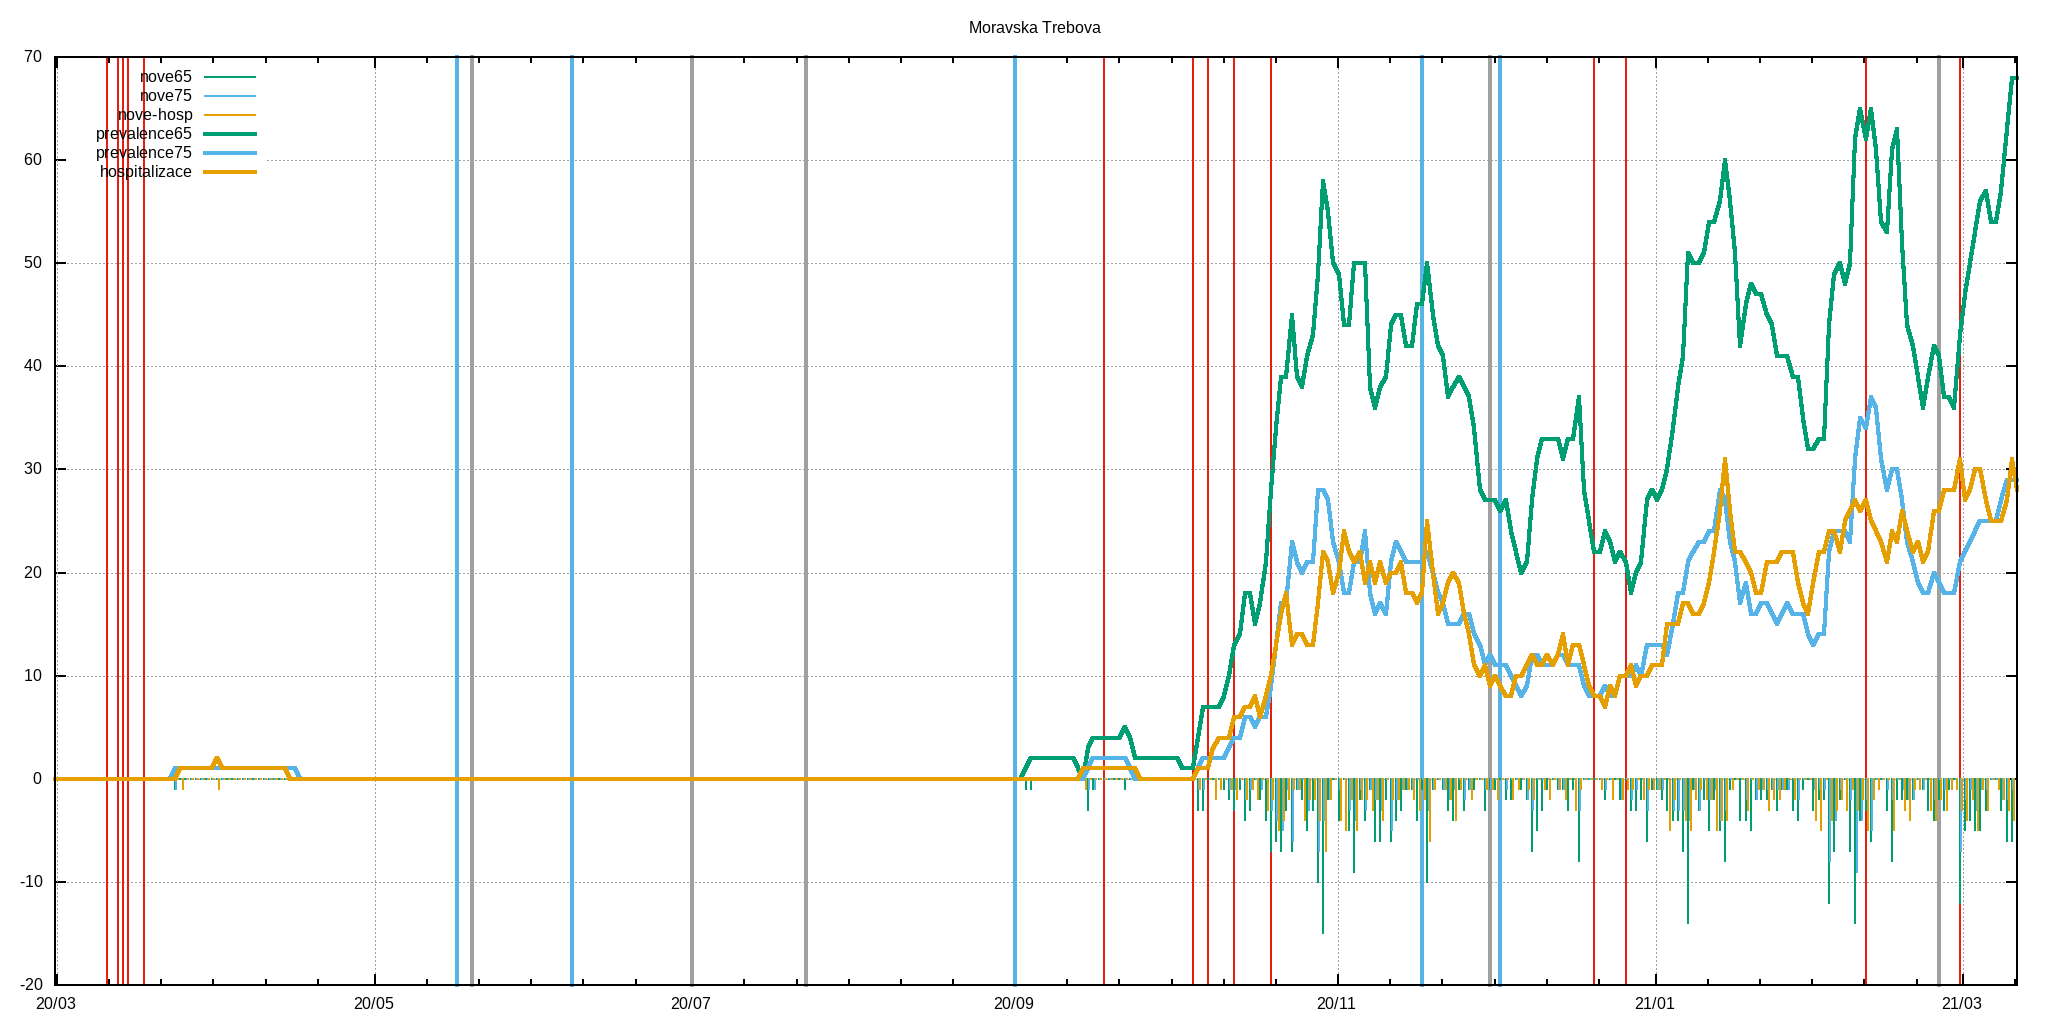 Moravska Trebova
70
60
50
40
30
20
10
0
-10
-20
nove65
nove75
nove-hosp
prevalence65
prevalence75
hospitalizace
20/03 20/05 20/07 20/09 20/11 21/01 21/03